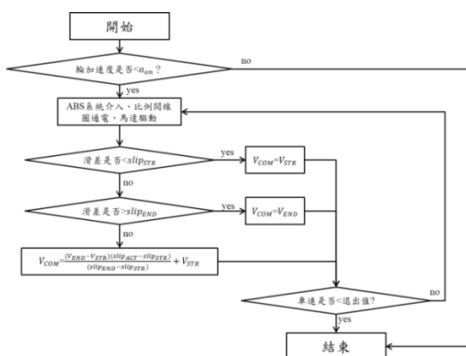 開始
輪加速度是否<a_on？
no
yes
ABS系統介入、比例閥線
圈通電、馬達驅動
滑差是否<slip_STR
yes
V_COM=V_STR
no
滑差是否>slip_END
yes
V_COM=V_END
no
V_COM=(V_END−V_STR)(slip_ACT−slip_STR)/(slip_END−slip_STR)+V_STR
車速是否<退出值?
no
yes
結束